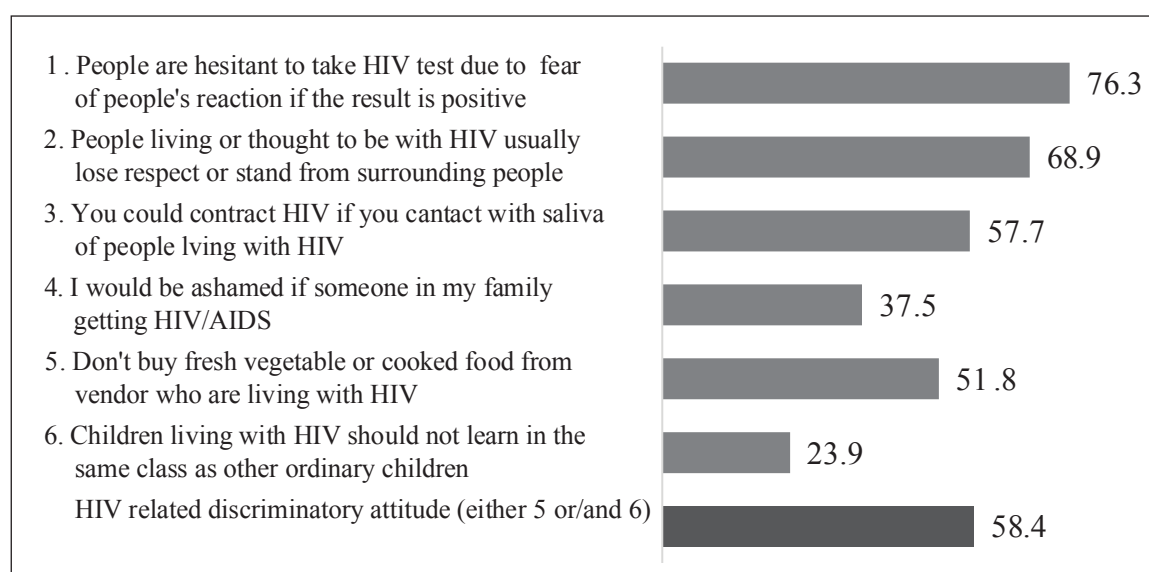 1 . People are hesitant to take HIV test due to fear
of people's reaction if the result is positive
76.3
2. People living or thought to be with HIV usually
lose respect or stand from surrounding people
68.9
3. You could contract HIV if you cantact with saliva
of people lving with HIV
57.7
4. I would be ashamed if someone in my family
getting HIV/AIDS
37.5
5. Don't buy fresh vegetable or cooked food from
vendor who are living with HIV
51.8
6. Children living with HIV should not learn in the
same class as other ordinary children
23.9
HIV related discriminatory attitude (either 5 or/and 6)
58.4